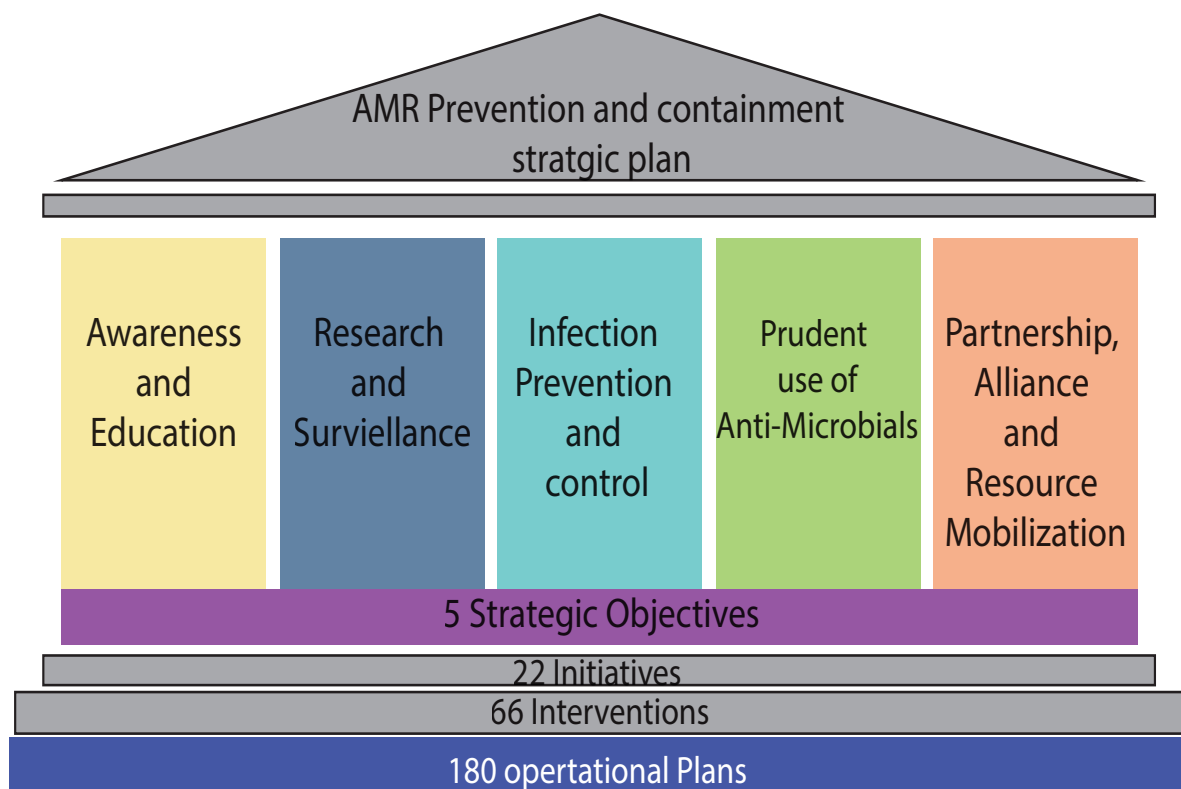 AMR Prevention and containment
stratgic plan
Awareness
and
Education
Research
and
Surviellance
Infection
Prevention
and
control
Prudent
use of
Anti-Microbials
Partnership,
Alliance
and
Resource
Mobilization
5 Strategic Objectives
22 Initiatives
66 Interventions
180 opertational Plans